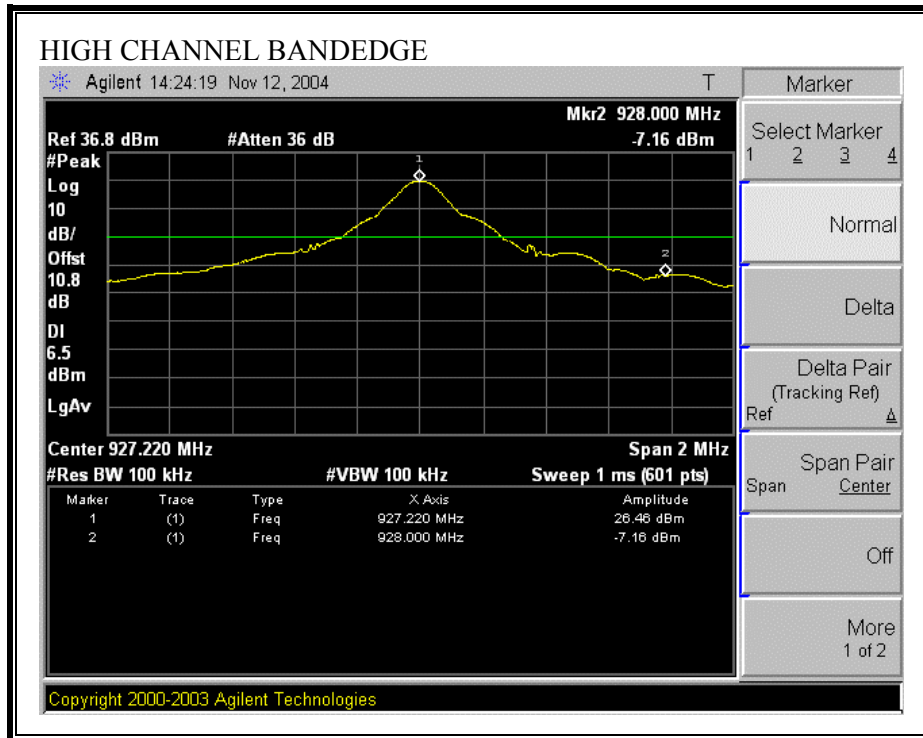 HIGH CHANNEL BANDEDGE
Agilent 14:24:19 Nov 12, 2004 T
Mkr2 928.000 MHz
Ref 36.8 dBm #Atten 36 dB -7.16 dBm
#Peak
Log
10
dB/
Offst
10.8
dB
DI
6.5
dBm
LgAv
1
2
Center 927.220 MHz Span 2 MHz
#Res BW 100 kHz #VBW 100 kHz Sweep 1 ms (601 pts)
Marker Trace Type X Axis Amplitude
1 (1) Freq 927.220 MHz 26.46 dBm
2 (1) Freq 928.000 MHz -7.16 dBm
Copyright 2000-2003 Agilent Technologies
Marker
Select Marker
1 2 3 4
Normal
Delta
Delta Pair
(Tracking Ref)
Ref Δ
Span Pair
Span Center
Off
More
1 of 2